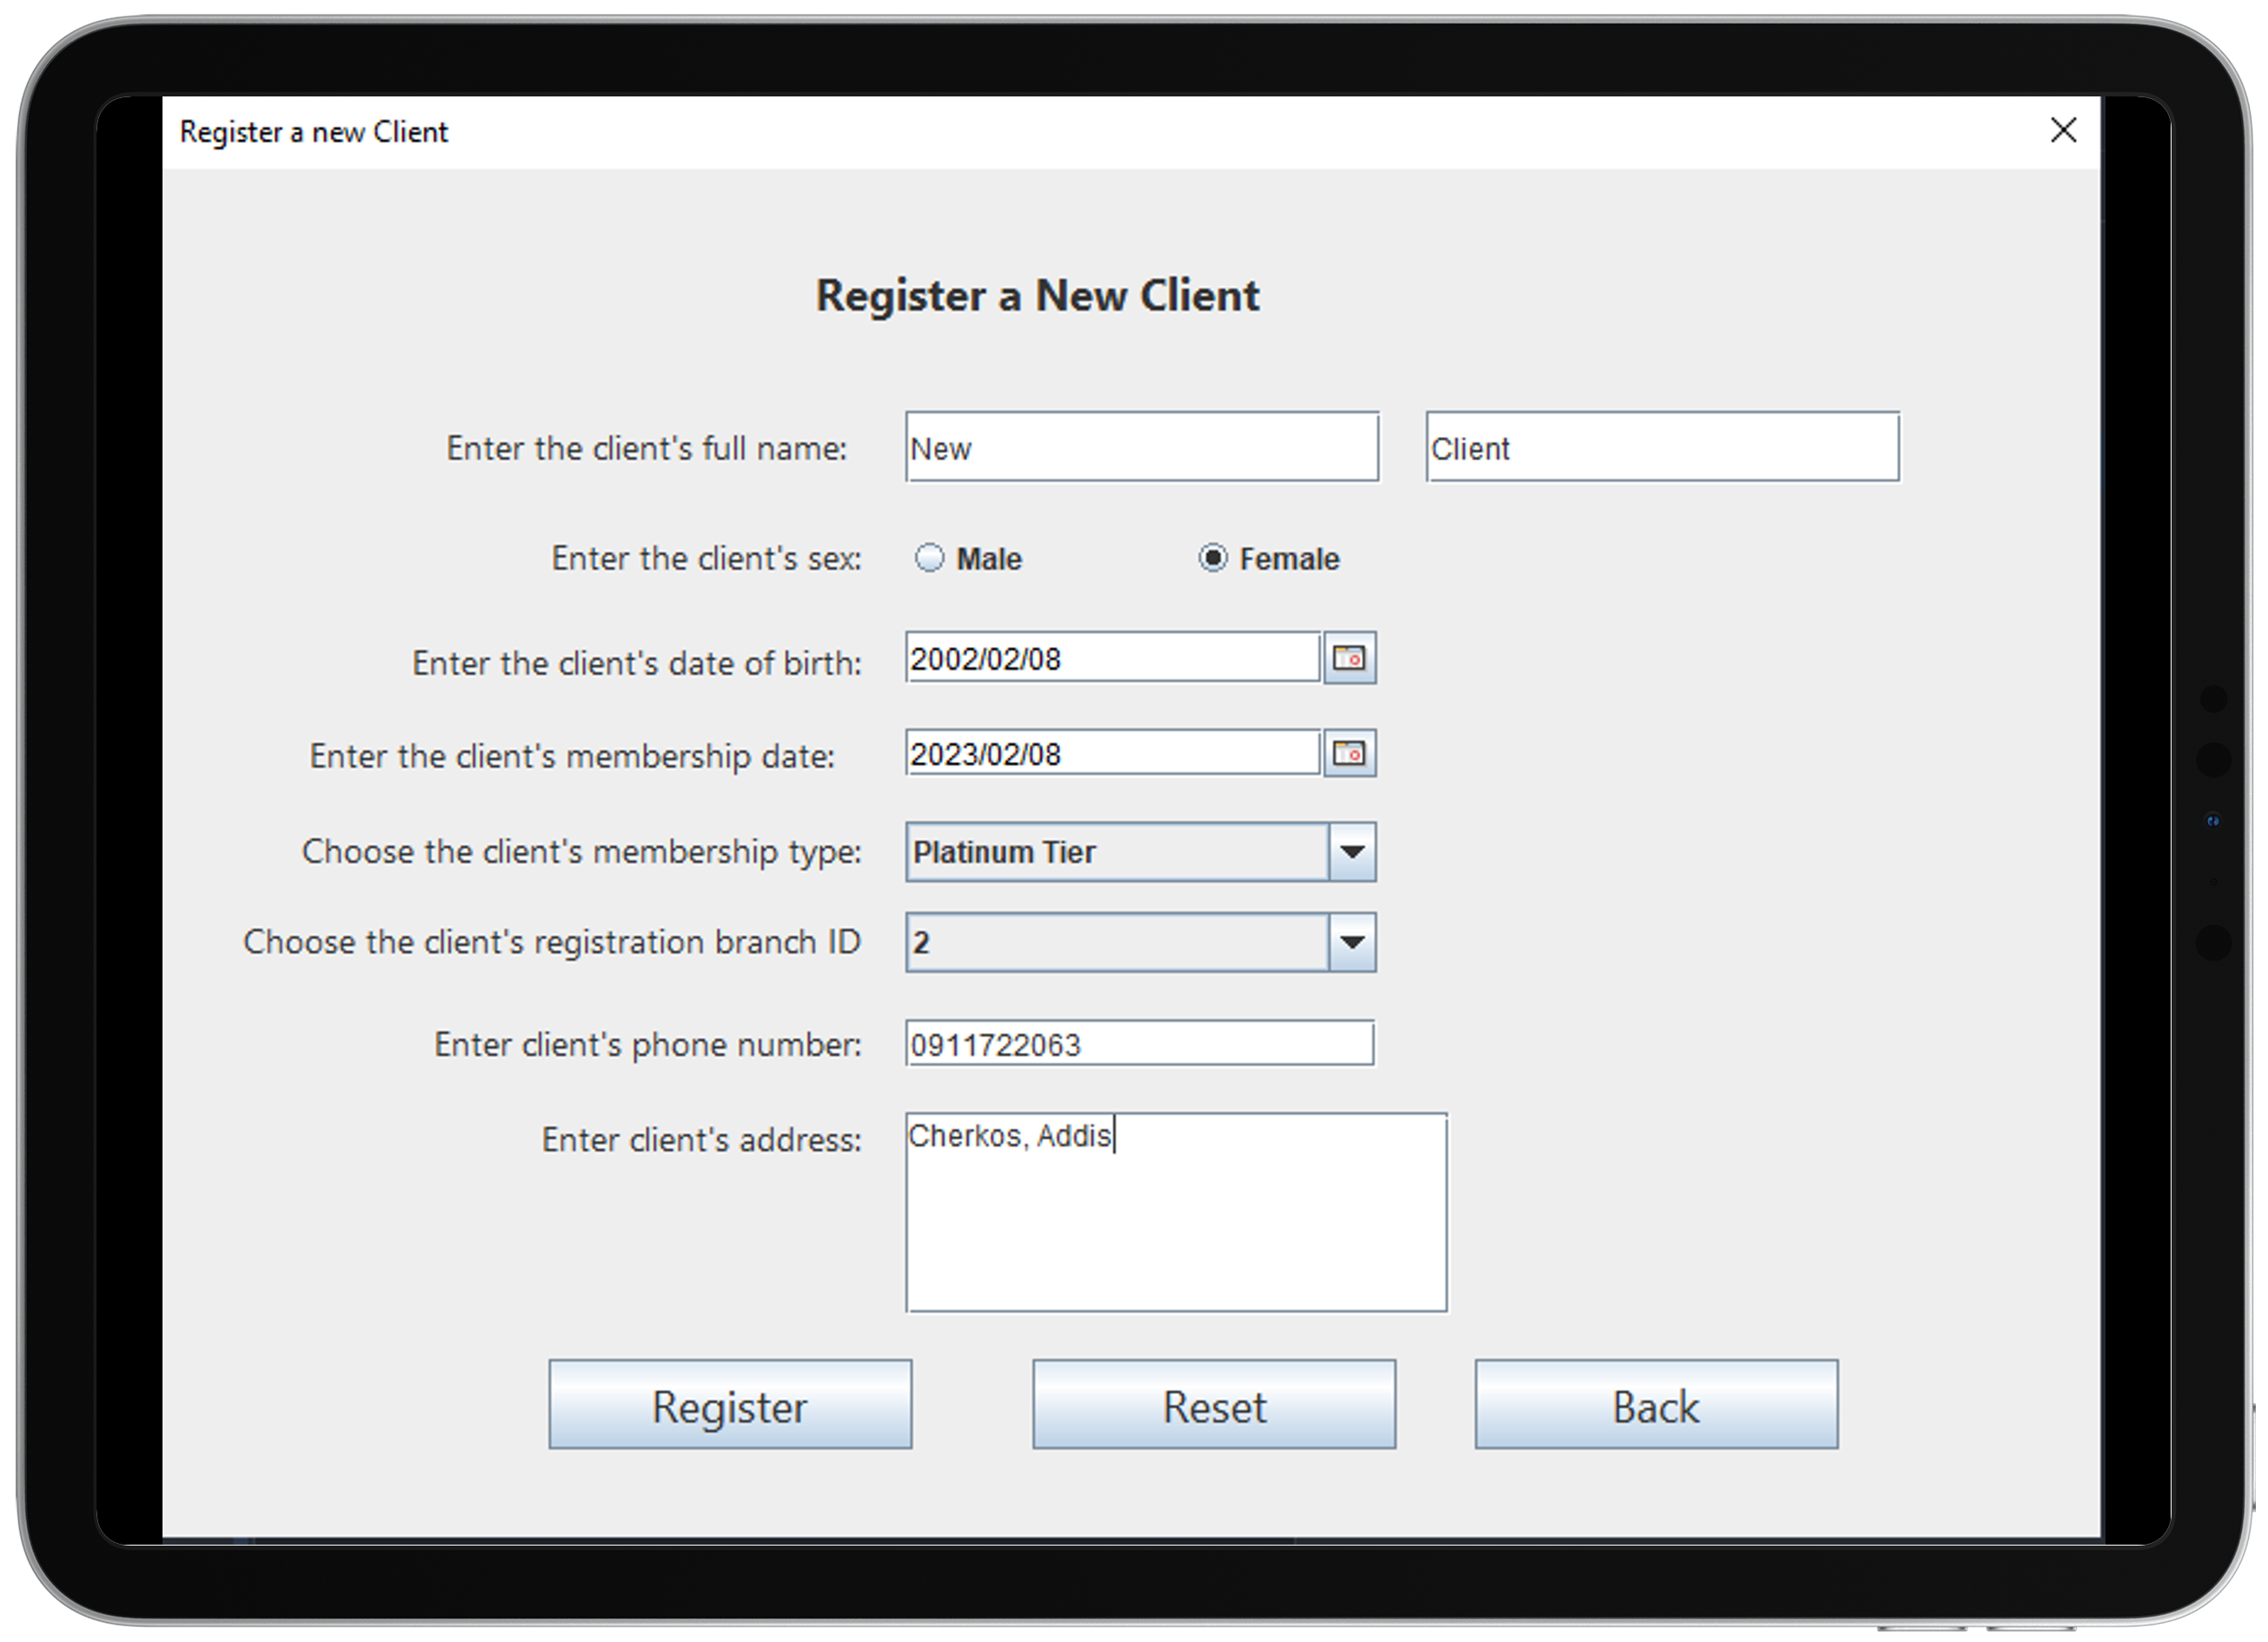 Register a new Client
Register a New Client
Enter the client's full name: New Client
Enter the client's sex: Male Female
Enter the client's date of birth: 2002/02/08
Enter the client's membership date: 2023/02/08
Choose the client's membership type: Platinum Tier
Choose the client's registration branch ID 2
Enter client's phone number: 0911722063
Enter client's address: Cherkos, Addis
Register Reset Back